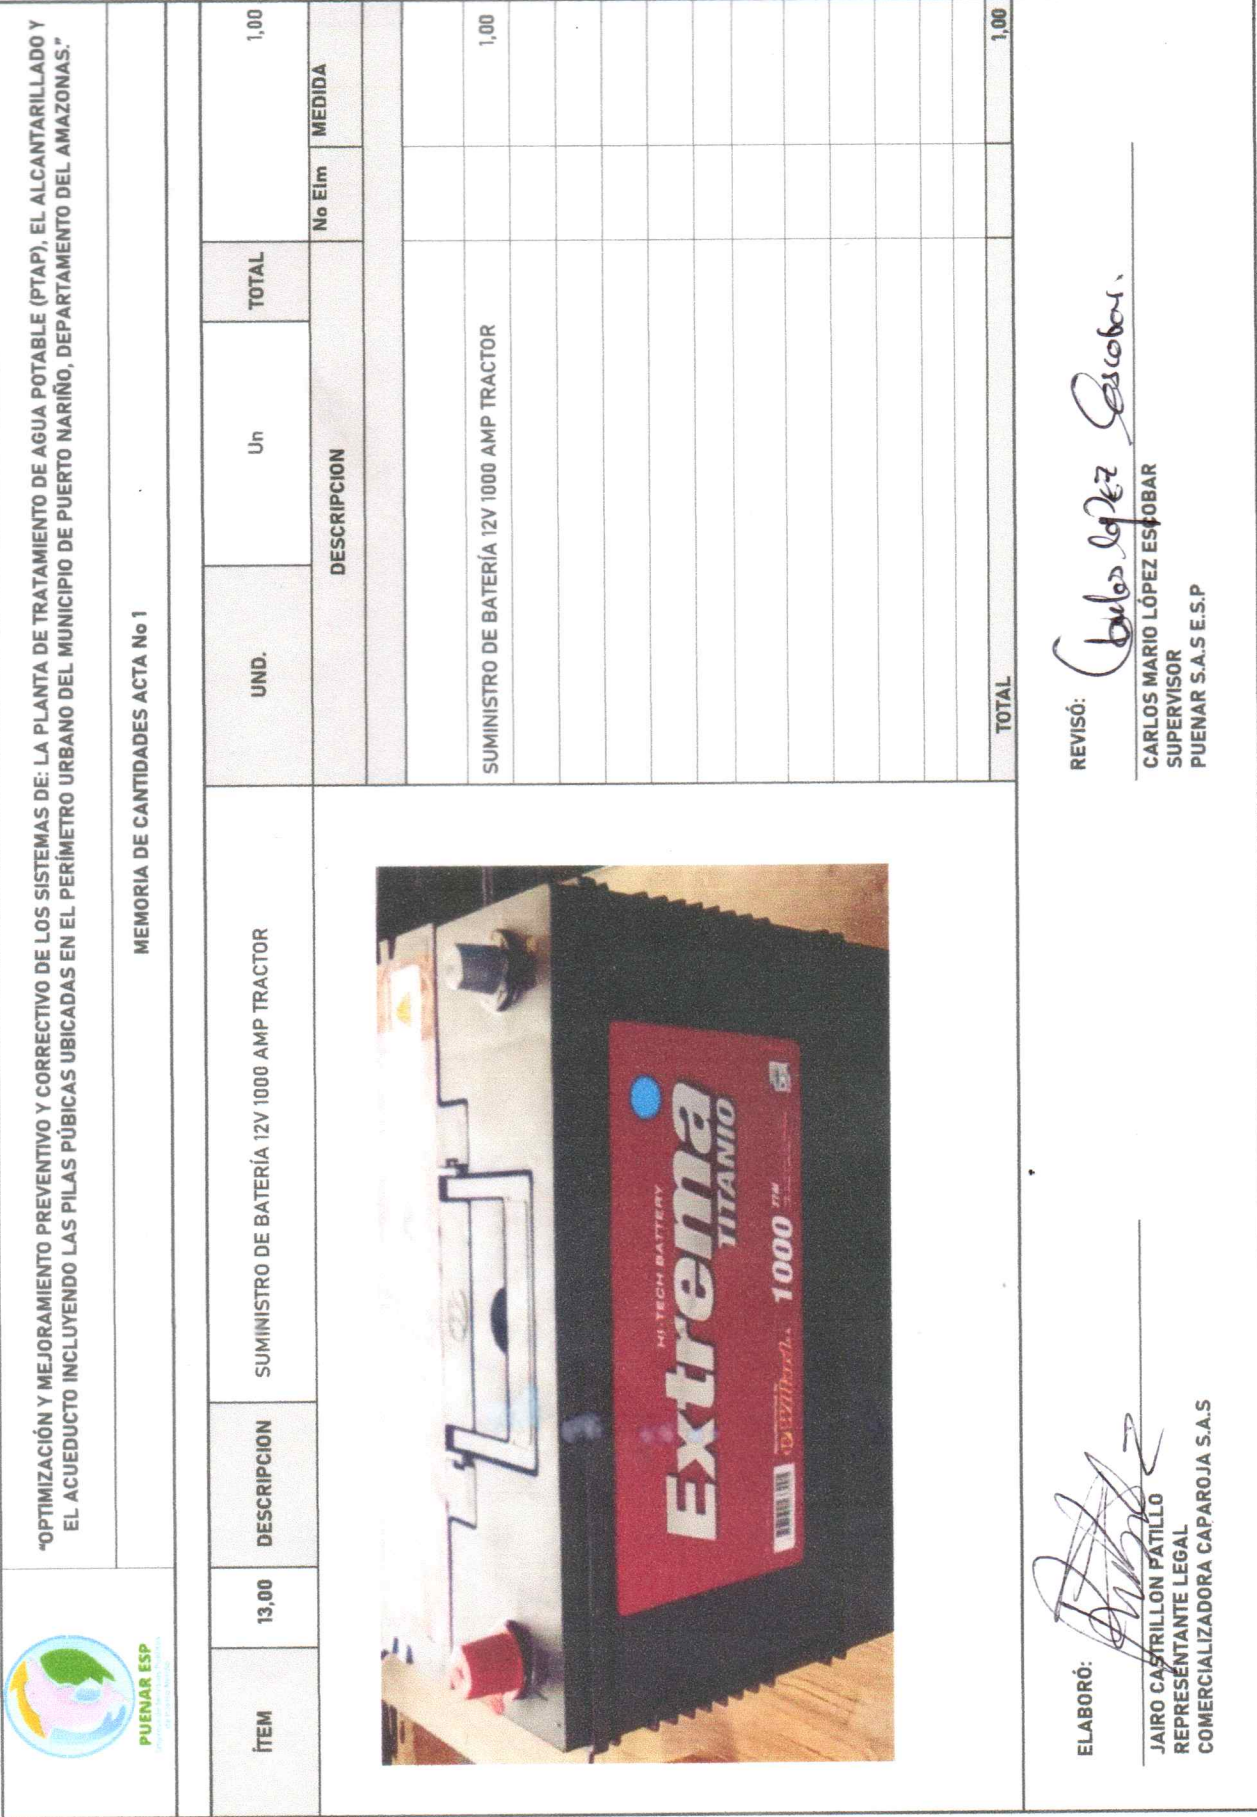 "OPTIMIZACIÓN Y MEJORAMIENTO PREVENTIVO Y CORRECTIVO DE LOS SISTEMAS DE: LA PLANTA DE TRATAMIENTO DE AGUA POTABLE (PTAP), EL ALCANTARILLADO Y
EL ACUEDUCTO INCLUYENDO LAS PILAS PÚBICAS UBICADAS EN EL PERÍMETRO URBANO DEL MUNICIPIO DE PUERTO NARIÑO, DEPARTAMENTO DEL AMAZONAS."
PUENAR ESP
MEMORIA DE CANTIDADES ACTA No 1
ÍTEM 13,00 DESCRIPCION SUMINISTRO DE BATERÍA 12V 1000 AMP TRACTOR UND. Un TOTAL 1,00
DESCRIPCION No Elm MEDIDA
SUMINISTRO DE BATERÍA 12V 1000 AMP TRACTOR 1,00
TOTAL 1,00
HI-TECH BATTERY
Extrema
TITANIO
Willard 1000
ELABORÓ:
JAIRO CASTRILLON PATILLO
REPRESENTANTE LEGAL
COMERCIALIZADORA CAPAROJA S.A.S
REVISÓ:
Carlos López Escobar.
CARLOS MARIO LÓPEZ ESCOBAR
SUPERVISOR
PUENAR S.A.S E.S.P